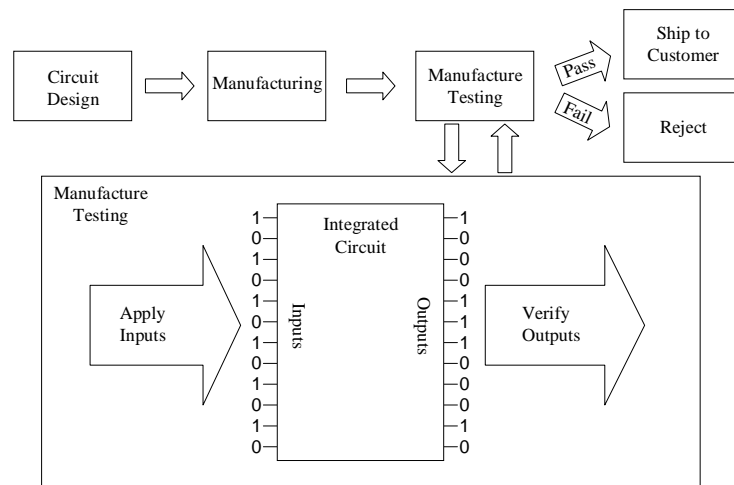 Circuit
Design
Manufacturing
Manufacture
Testing
Pass
Fail
Ship to
Customer
Reject
Manufacture
Testing
Apply
Inputs
1
0
1
0
1
0
1
0
1
0
1
0
Integrated
Circuit
Inputs
Outputs
1
0
0
0
1
1
1
0
0
0
1
0
Verify
Outputs